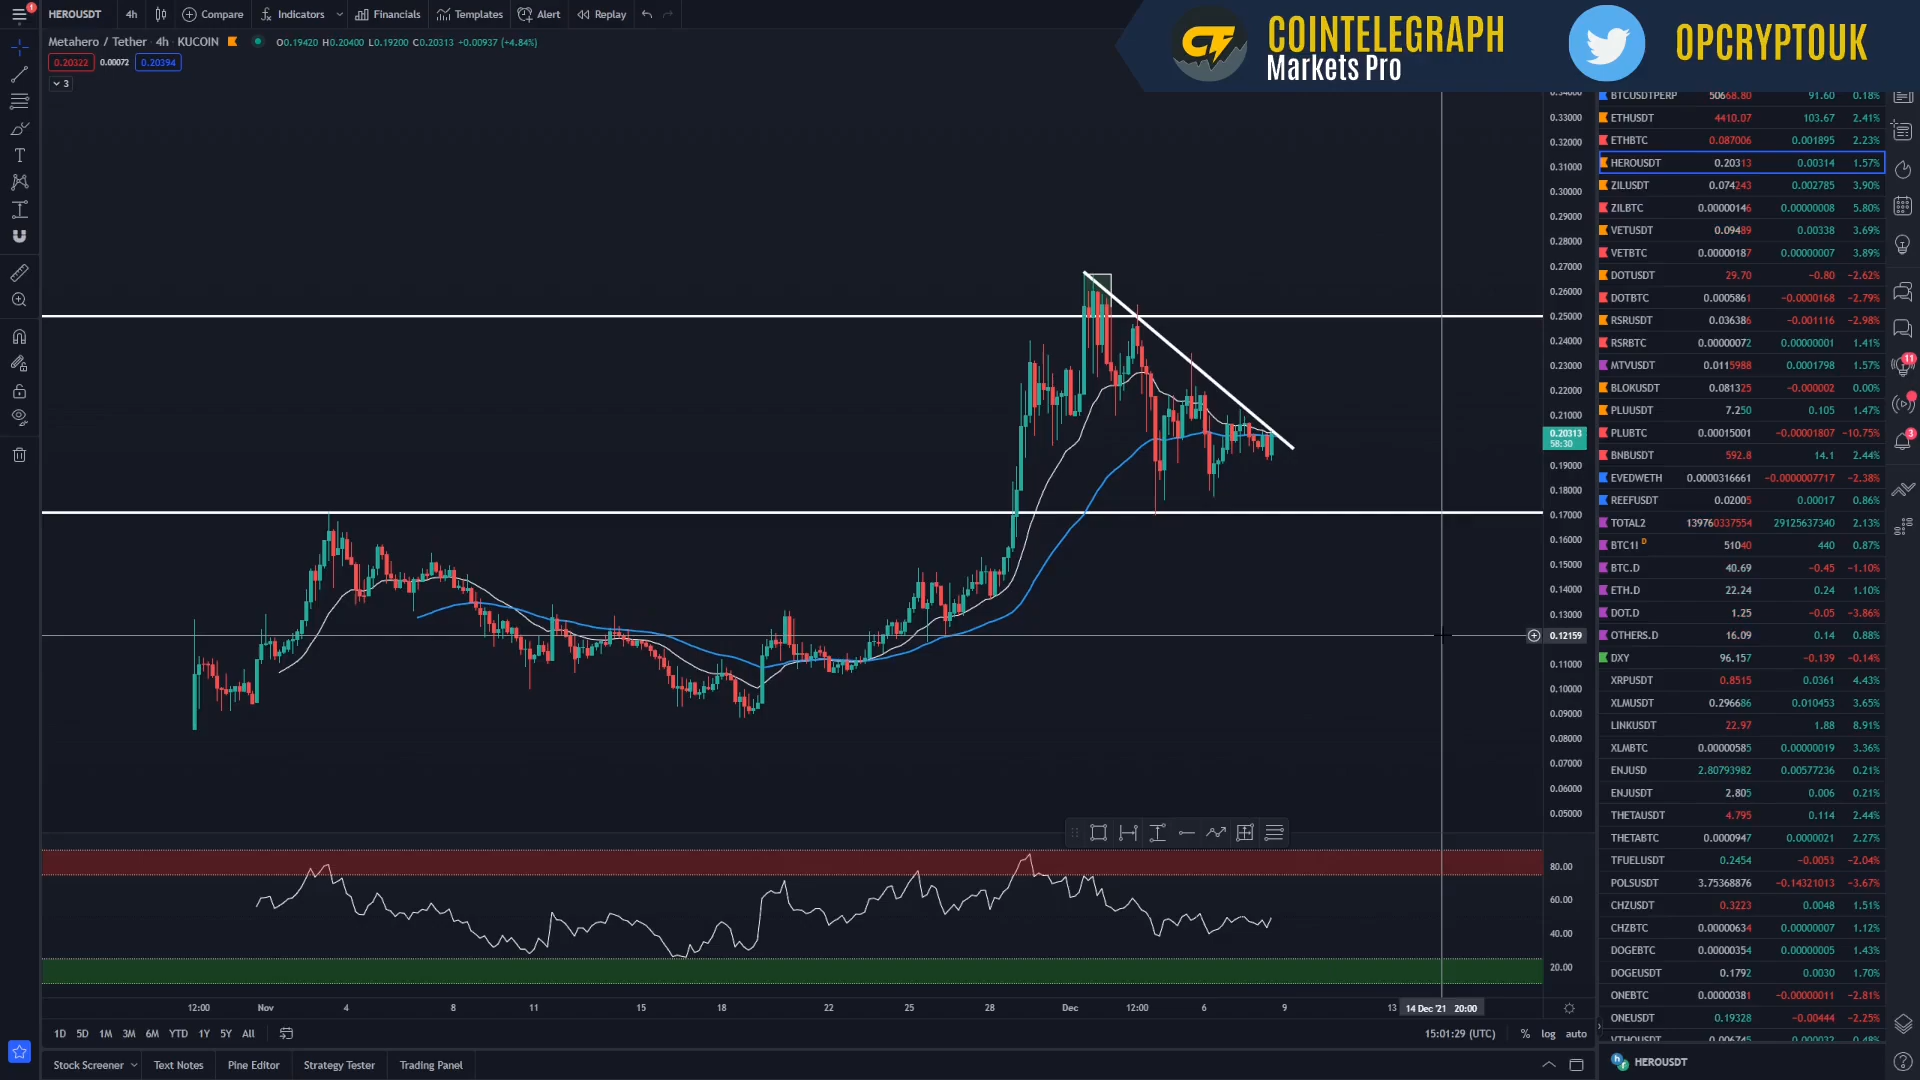 1
HEROUSDT 4h Compare Indicators Financials Templates Alert Replay
COINTELEGRAPH
Markets Pro
OPCRYPTOUK
Metahero / Tether · 4h · KUCOIN O0.19420 H0.20400 L0.19200 C0.20313 +0.00937 (+4.84%)
0.20322 0.00072 0.20394
3
0.33000
0.32000
0.31000
0.30000
0.29000
0.28000
0.27000
0.26000
0.25000
0.24000
0.23000
0.22000
0.21000
0.20313
58:30
0.19000
0.18000
0.17000
0.16000
0.15000
0.14000
0.13000
0.12159
0.11000
0.10000
0.09000
0.08000
0.07000
0.06000
0.05000
80.00
60.00
40.00
20.00
12:00 Nov 4 8 11 15 18 22 25 28 Dec 12:00 6 9 13 14 Dec '21 20:00
1D 5D 1M 3M 6M YTD 1Y 5Y All 15:01:29 (UTC) % log auto
Stock Screener Text Notes Pine Editor Strategy Tester Trading Panel
BTCUSDTPERP 50668.80 91.60 0.18%
ETHUSDT 4410.07 103.67 2.41%
ETHBTC 0.087006 0.001895 2.23%
HEROUSDT 0.20313 0.00314 1.57%
ZILUSDT 0.074243 0.002785 3.90%
ZILBTC 0.00000146 0.00000008 5.80%
VETUSDT 0.09489 0.00338 3.69%
VETBTC 0.00000187 0.00000007 3.89%
DOTUSDT 29.70 -0.80 -2.62%
DOTBTC 0.0005861 -0.0000168 -2.79%
RSRUSDT 0.036386 -0.001116 -2.98%
RSRBTC 0.00000072 0.00000001 1.41%
MTVUSDT 0.0115988 0.0001798 1.57%
BLOKUSDT 0.081325 -0.000002 0.00%
PLUUSDT 7.250 0.105 1.47%
PLUBTC 0.00015001 -0.00001807 -10.75%
BNBUSDT 592.8 14.1 2.44%
EVEDWETH 0.0000316661 -0.0000007717 -2.38%
REEFUSDT 0.02005 0.00017 0.86%
TOTAL2 139760337554 29125637340 2.13%
BTC1! D 51040 440 0.87%
BTC.D 40.69 -0.45 -1.10%
ETH.D 22.24 0.24 1.10%
DOT.D 1.25 -0.05 -3.86%
OTHERS.D 16.09 0.14 0.88%
DXY 96.157 -0.139 -0.14%
XRPUSDT 0.8515 0.0361 4.43%
XLMUSDT 0.296686 0.010453 3.65%
LINKUSDT 22.97 1.88 8.91%
XLMBTC 0.00000585 0.00000019 3.36%
ENJUSD 2.80793982 0.00577236 0.21%
ENJUSDT 2.805 0.006 0.21%
THETAUSDT 4.795 0.114 2.44%
THETABTC 0.0000947 0.0000021 2.27%
TFUELUSDT 0.2454 -0.0051 -2.04%
POLSUSDT 3.75368876 -0.14321013 -3.67%
CHZUSDT 0.3223 0.0048 1.51%
CHZBTC 0.00000634 0.00000007 1.12%
DOGEBTC 0.00000354 0.00000005 1.43%
DOGEUSDT 0.1792 0.0030 1.70%
ONEBTC 0.00000381 -0.00000011 -2.81%
ONEUSDT 0.19328 -0.00444 -2.25%
HEROUSDT
11
3